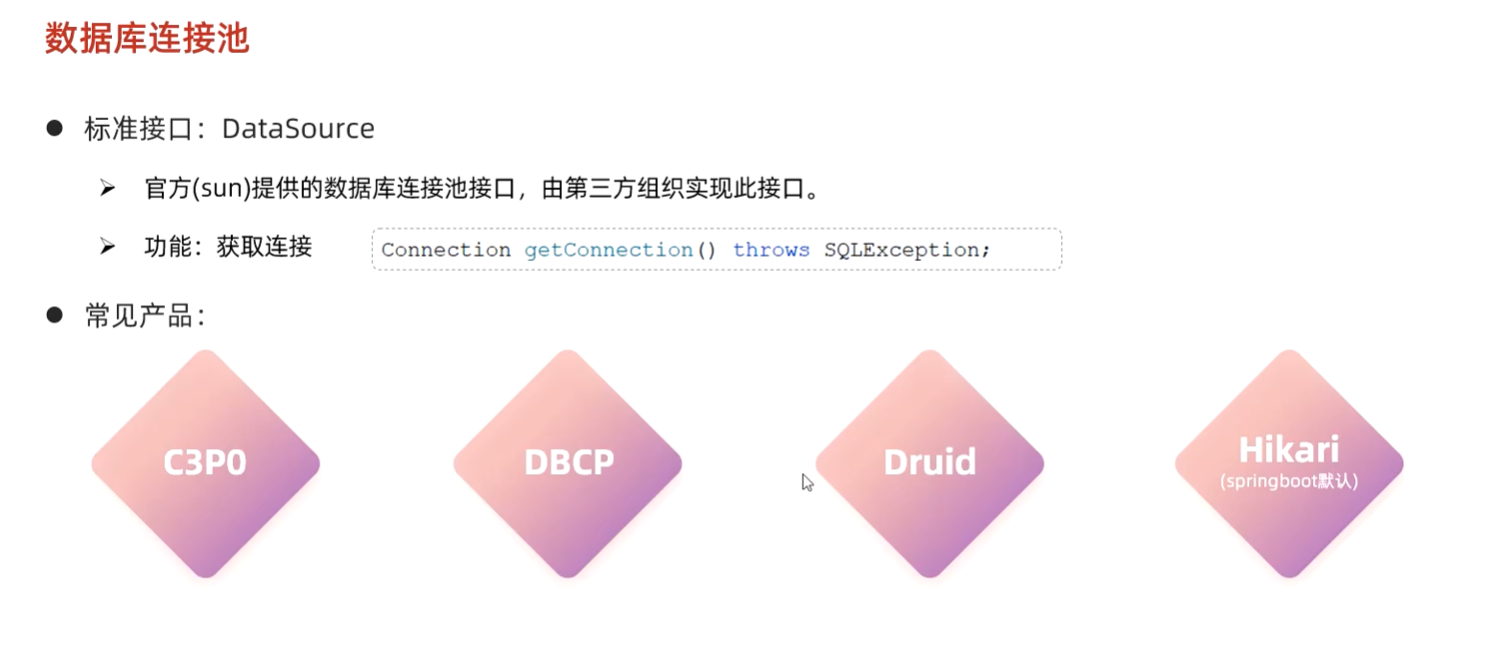 数据库连接池
标准接口：DataSource
官方(sun)提供的数据库连接池接口，由第三方组织实现此接口。
功能：获取连接
Connection getConnection() throws SQLException;
常见产品：
C3P0
DBCP
Druid
Hikari
(springboot默认)